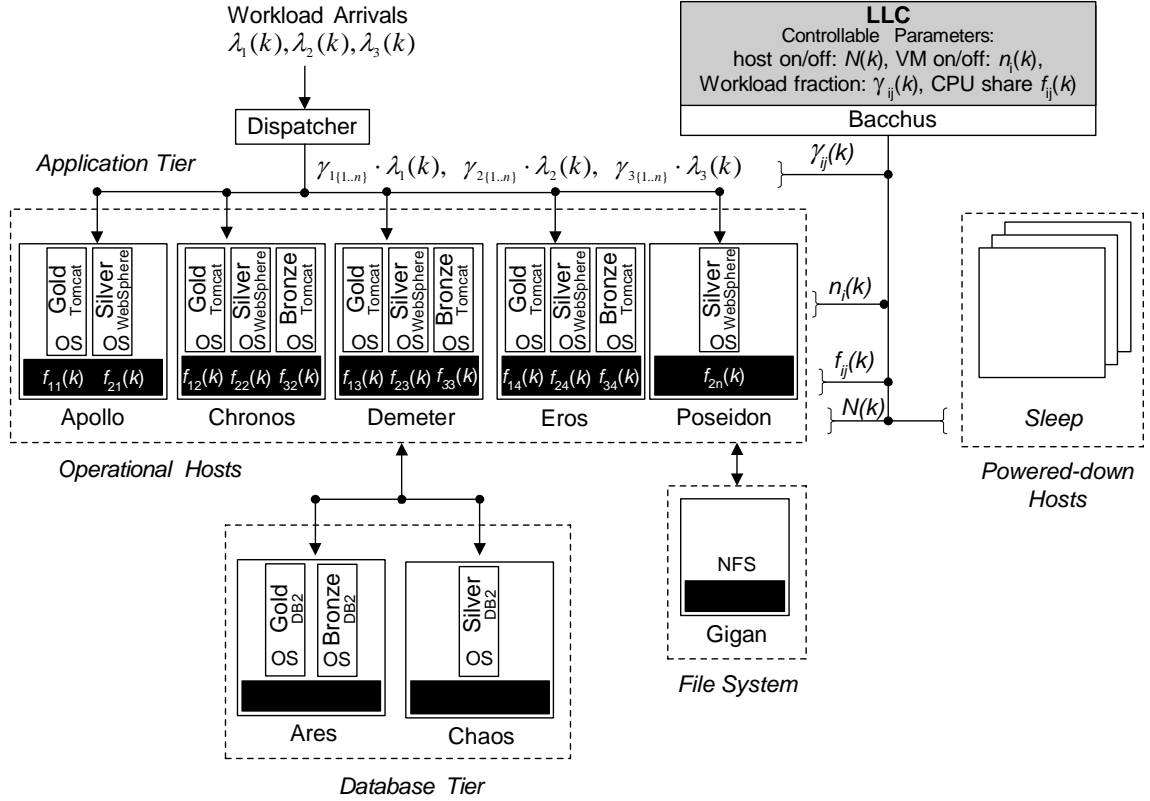 Workload Arrivals
λ₁(k), λ₂(k), λ₃(k)
Dispatcher
LLC
Controllable Parameters:
host on/off: N(k), VM on/off: nᵢ(k),
Workload fraction: γᵢⱼ(k), CPU share fᵢⱼ(k)
Bacchus
Application Tier
γ₁{1..n} · λ₁(k), γ₂{1..n} · λ₂(k), γ₃{1..n} · λ₃(k)
γᵢⱼ(k)
nᵢ(k)
fᵢⱼ(k)
N(k)
Gold
Tomcat
OS
Silver
WebSphere
OS
f₁₁(k) f₂₁(k)
Apollo
Gold
Tomcat
OS
Silver
WebSphere
OS
Bronze
Tomcat
OS
f₁₂(k) f₂₂(k) f₃₂(k)
Chronos
Gold
Tomcat
OS
Silver
WebSphere
OS
Bronze
Tomcat
OS
f₁₃(k) f₂₃(k) f₃₃(k)
Demeter
Gold
Tomcat
OS
Silver
WebSphere
OS
Bronze
Tomcat
OS
f₁₄(k) f₂₄(k) f₃₄(k)
Eros
Silver
WebSphere
OS
f₂ₙ(k)
Poseidon
Operational Hosts
Sleep
Powered-down
Hosts
Gold
DB2
OS
Bronze
DB2
OS
Ares
Silver
DB2
OS
Chaos
Database Tier
NFS
Gigan
File System